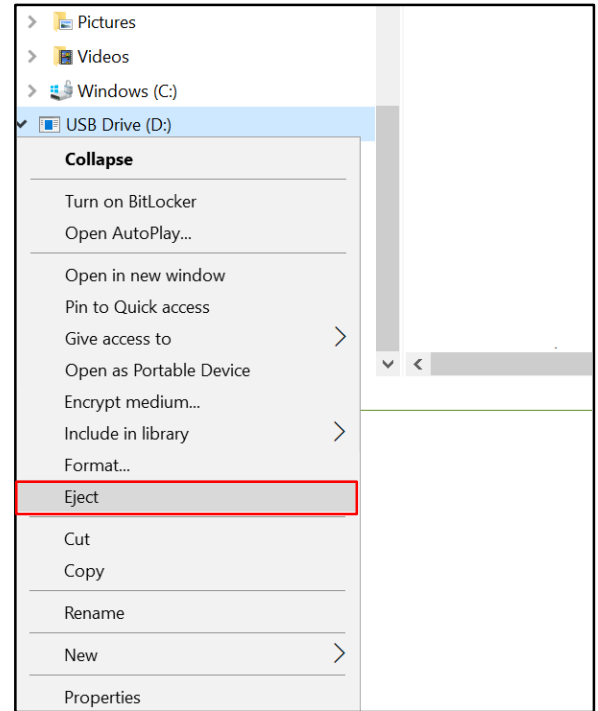 Pictures
Videos
Windows (C:)
USB Drive (D:)
Collapse
Turn on BitLocker
Open AutoPlay...
Open in new window
Pin to Quick access
Give access to
Open as Portable Device
Encrypt medium...
Include in library
Format...
Eject
Cut
Copy
Rename
New
Properties